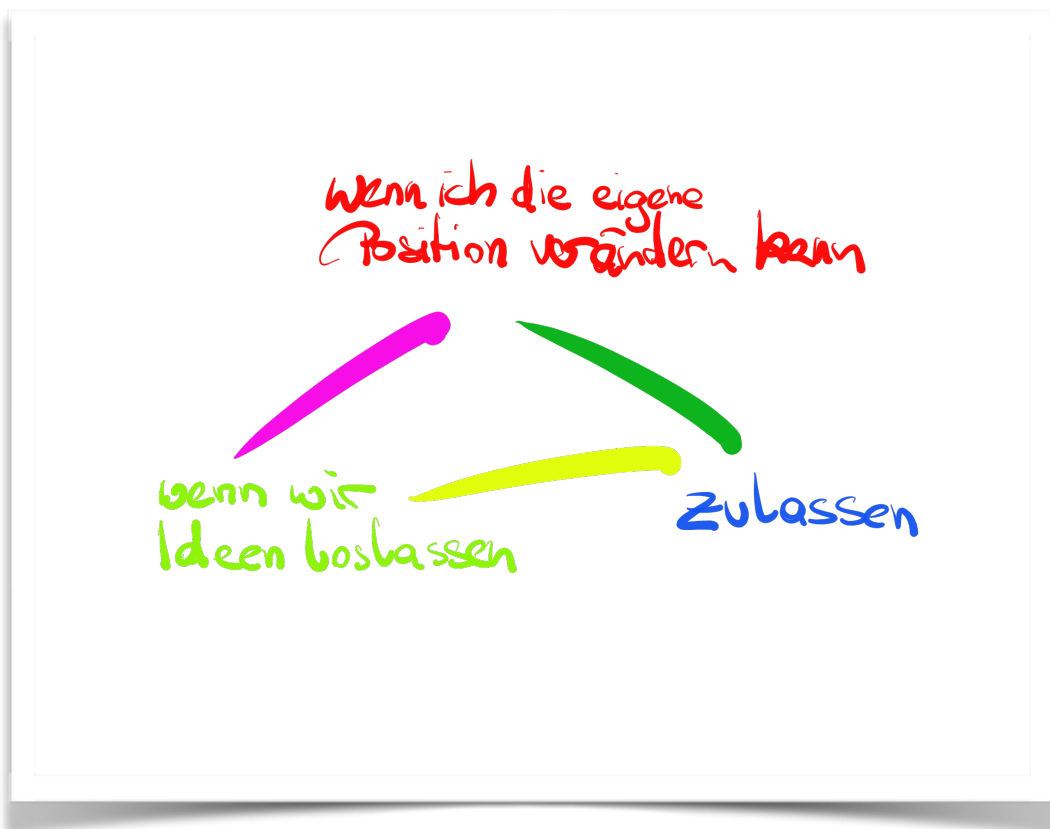 wenn ich die eigene
Position verändern kann
wenn wir
Ideen loslassen
zulassen